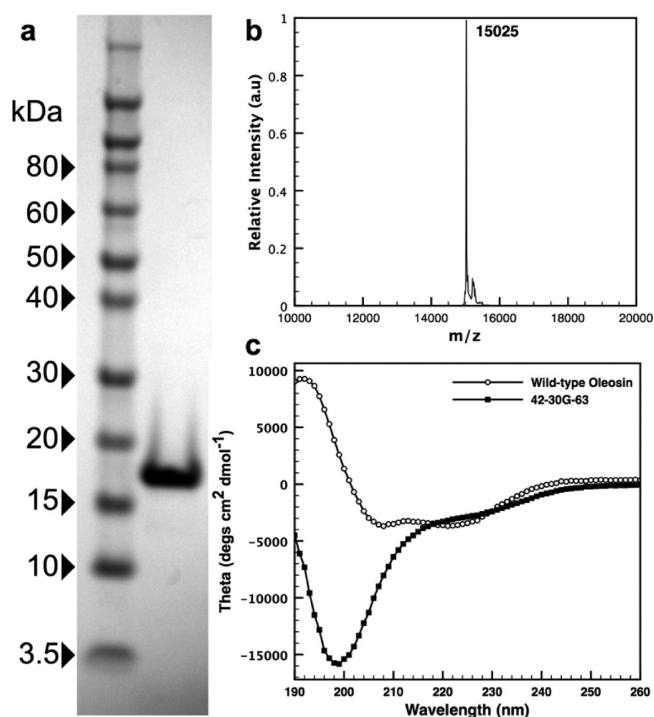 a
kDa
80
60
50
40
30
20
15
10
3.5
b
15025
Relative Intensity (a.u)
1
0.8
0.6
0.4
0.2
0
10000 12000 14000 16000 18000 20000
m/z
c
Wild-type Oleosin
42-30G-63
Theta (degs cm² dmol⁻¹)
10000
5000
0
-5000
-10000
-15000
190 200 210 220 230 240 250 260
Wavelength (nm)